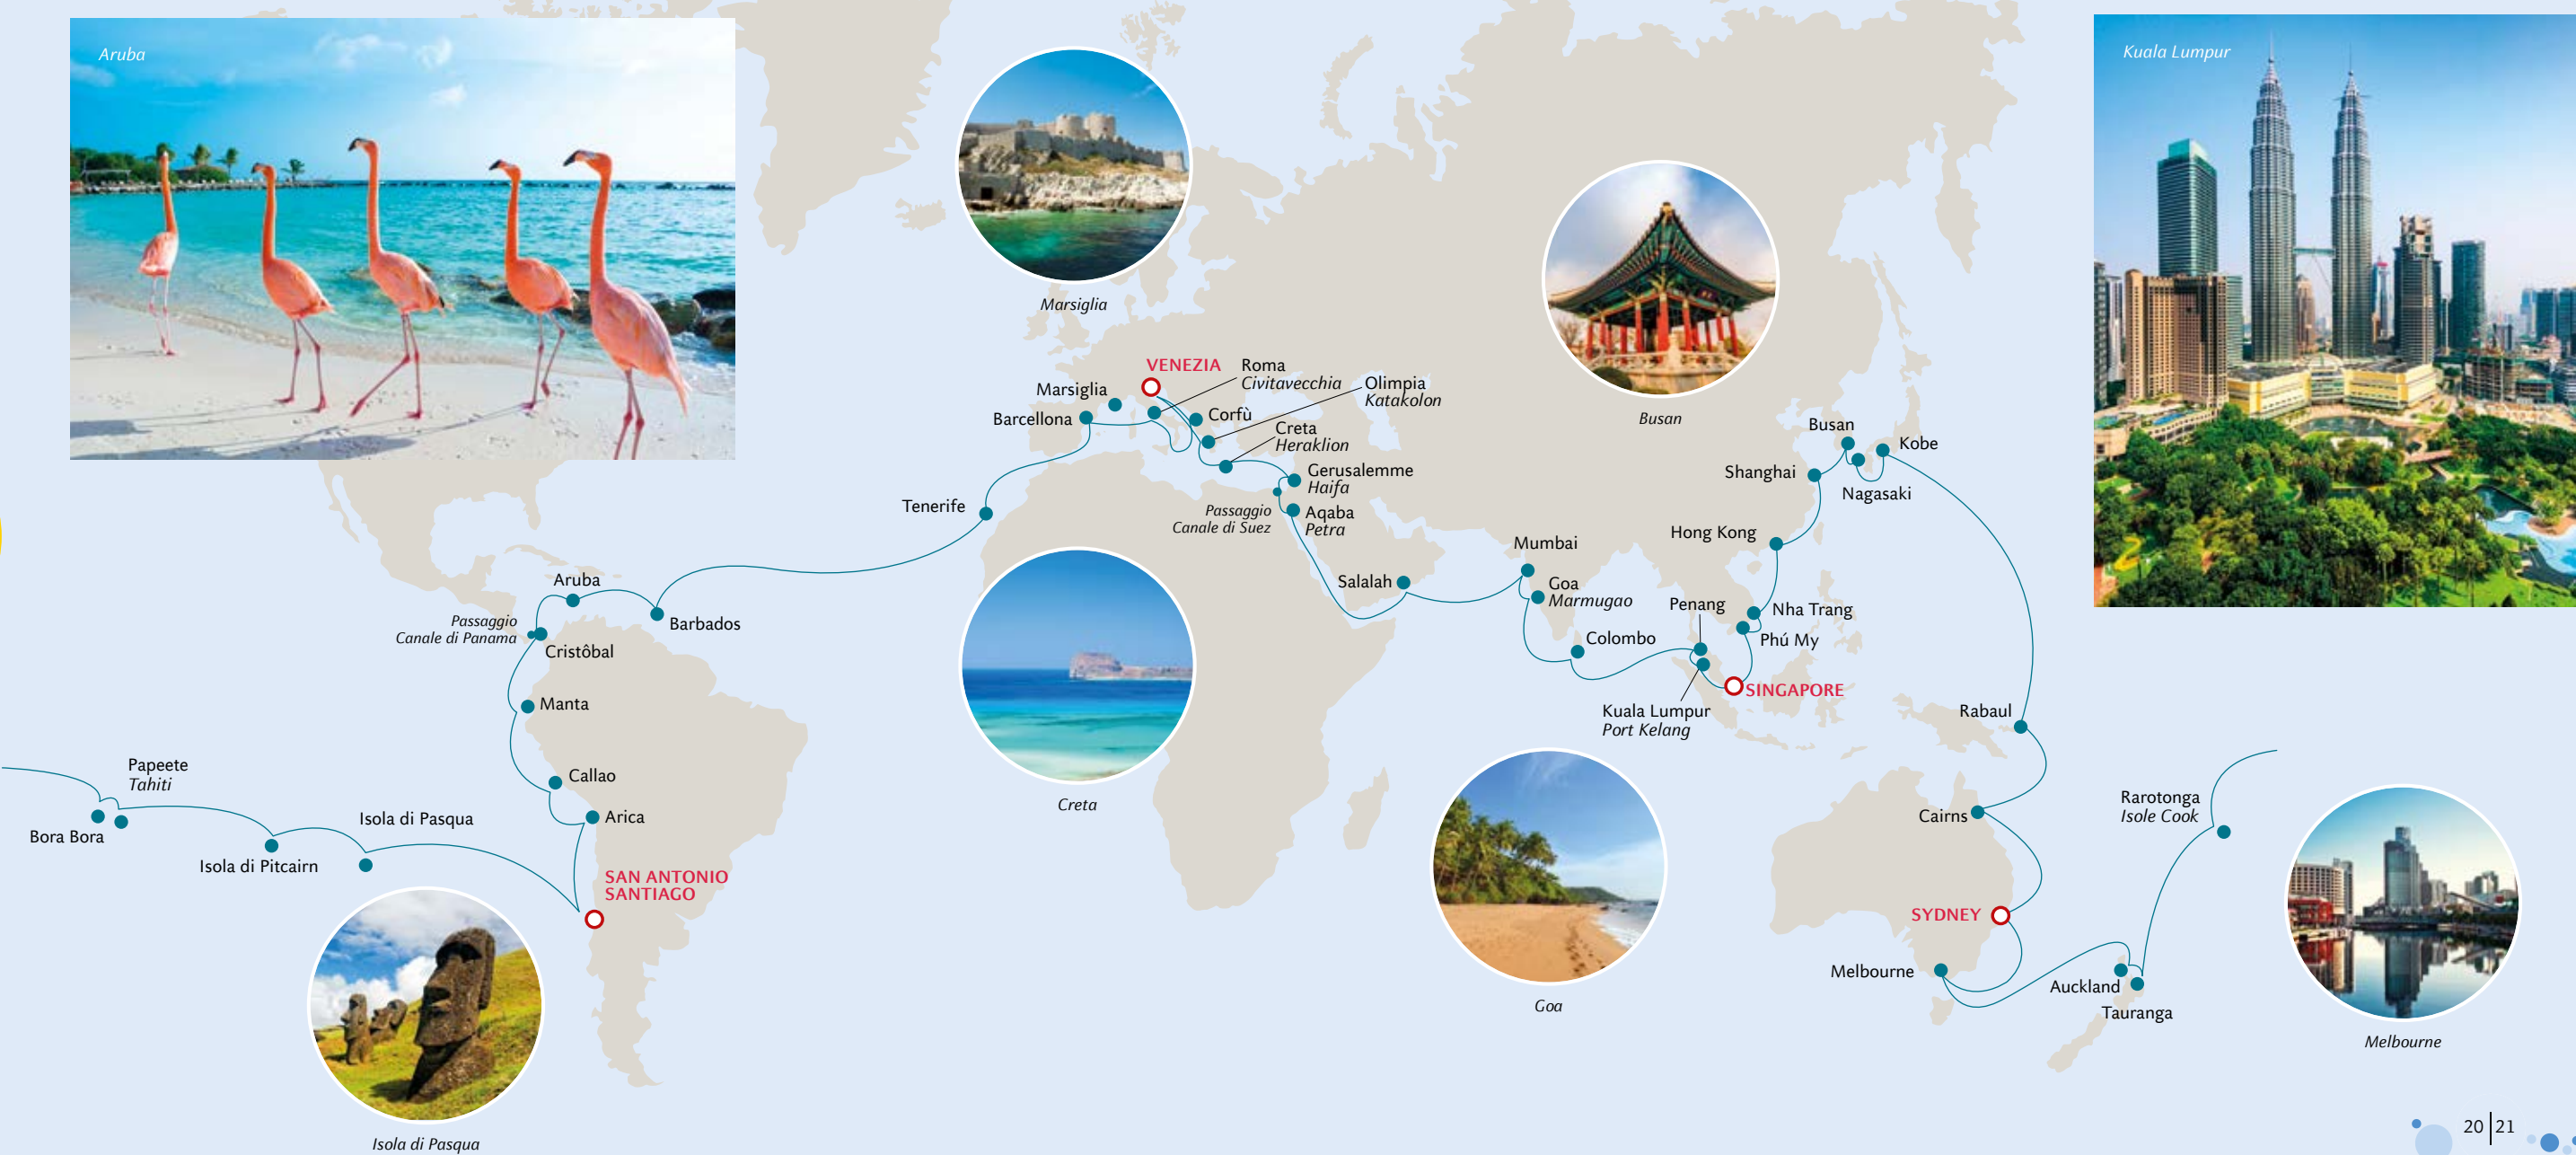 Aruba
Kuala Lumpur
Marsiglia
Busan
VENEZIA
Roma
Civitavecchia
Olimpia
Katakolon
Marsiglia
Barcellona
Corfù
Creta
Heraklion
Gerusalemme
Haifa
Passaggio
Canale di Suez
Aqaba
Petra
Tenerife
Salalah
Mumbai
Goa
Marmugao
Colombo
Penang
Kuala Lumpur
Port Kelang
SINGAPORE
Phú My
Nha Trang
Hong Kong
Shanghai
Busan
Nagasaki
Kobe
Aruba
Barbados
Passaggio
Canale di Panama
Cristôbal
Manta
Callao
Arica
SAN ANTONIO
SANTIAGO
Papeete
Tahiti
Bora Bora
Isola di Pitcairn
Isola di Pasqua
Rabaul
Cairns
SYDNEY
Melbourne
Auckland
Tauranga
Rarotonga
Isole Cook
Creta
Goa
Melbourne
Isola di Pasqua
20|21